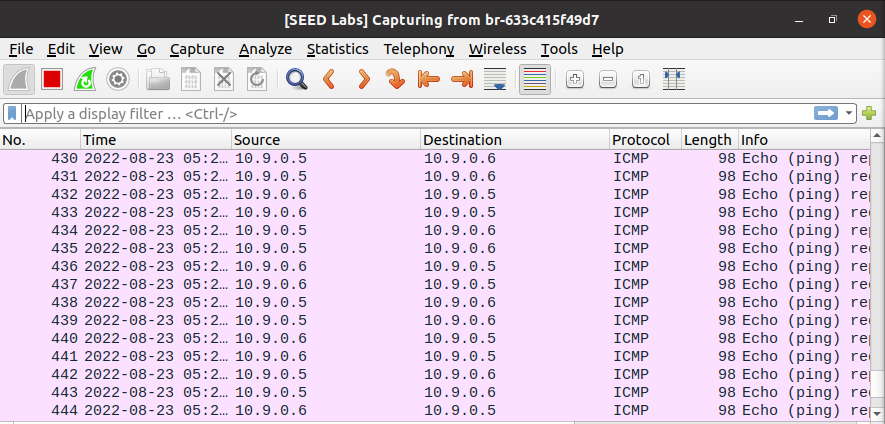 [SEED Labs] Capturing from br-633c415f49d7
File Edit View Go Capture Analyze Statistics Telephony Wireless Tools Help
Apply a display filter … <Ctrl-/>
No. Time Source Destination Protocol Length Info
430 2022-08-23 05:2… 10.9.0.5 10.9.0.6 ICMP 98 Echo (ping) rep
431 2022-08-23 05:2… 10.9.0.5 10.9.0.6 ICMP 98 Echo (ping) req
432 2022-08-23 05:2… 10.9.0.6 10.9.0.5 ICMP 98 Echo (ping) rep
433 2022-08-23 05:2… 10.9.0.6 10.9.0.5 ICMP 98 Echo (ping) req
434 2022-08-23 05:2… 10.9.0.5 10.9.0.6 ICMP 98 Echo (ping) rep
435 2022-08-23 05:2… 10.9.0.5 10.9.0.6 ICMP 98 Echo (ping) req
436 2022-08-23 05:2… 10.9.0.6 10.9.0.5 ICMP 98 Echo (ping) rep
437 2022-08-23 05:2… 10.9.0.6 10.9.0.5 ICMP 98 Echo (ping) req
438 2022-08-23 05:2… 10.9.0.5 10.9.0.6 ICMP 98 Echo (ping) rep
439 2022-08-23 05:2… 10.9.0.5 10.9.0.6 ICMP 98 Echo (ping) req
440 2022-08-23 05:2… 10.9.0.6 10.9.0.5 ICMP 98 Echo (ping) rep
441 2022-08-23 05:2… 10.9.0.6 10.9.0.5 ICMP 98 Echo (ping) req
442 2022-08-23 05:2… 10.9.0.5 10.9.0.6 ICMP 98 Echo (ping) rep
443 2022-08-23 05:2… 10.9.0.5 10.9.0.6 ICMP 98 Echo (ping) req
444 2022-08-23 05:2… 10.9.0.6 10.9.0.5 ICMP 98 Echo (ping) rep